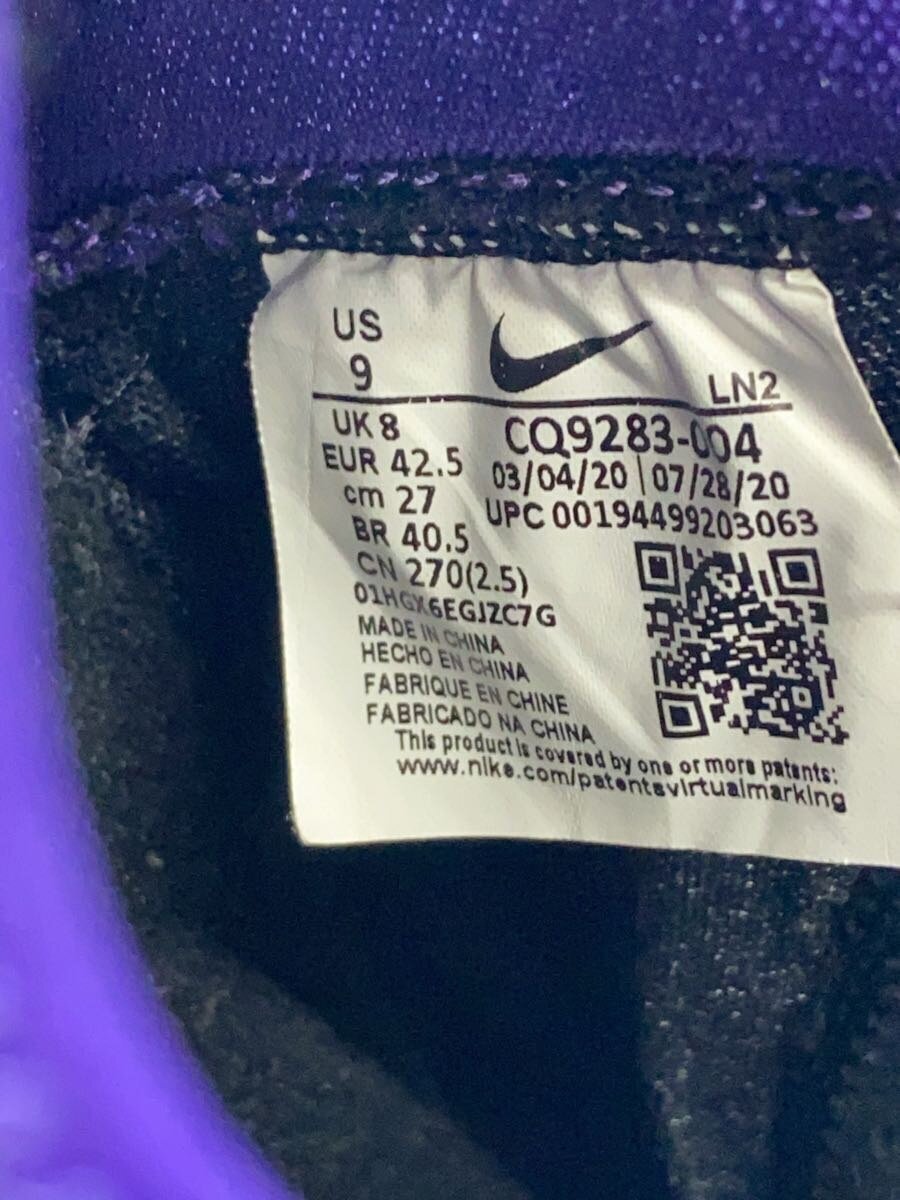 US
9
LN2
UK 8
CQ9283-004
EUR 42.5
03/04/20 | 07/28/20
cm 27
UPC 00194499203063
BR 40.5
CN 270(2.5)
01HGX6EGJZC7G
MADE IN CHINA
HECHO EN CHINA
FABRIQUE EN CHINE
FABRICADO NA CHINA
This product is covered by one or more patents:
www.nike.com/patentsvirtualmarking